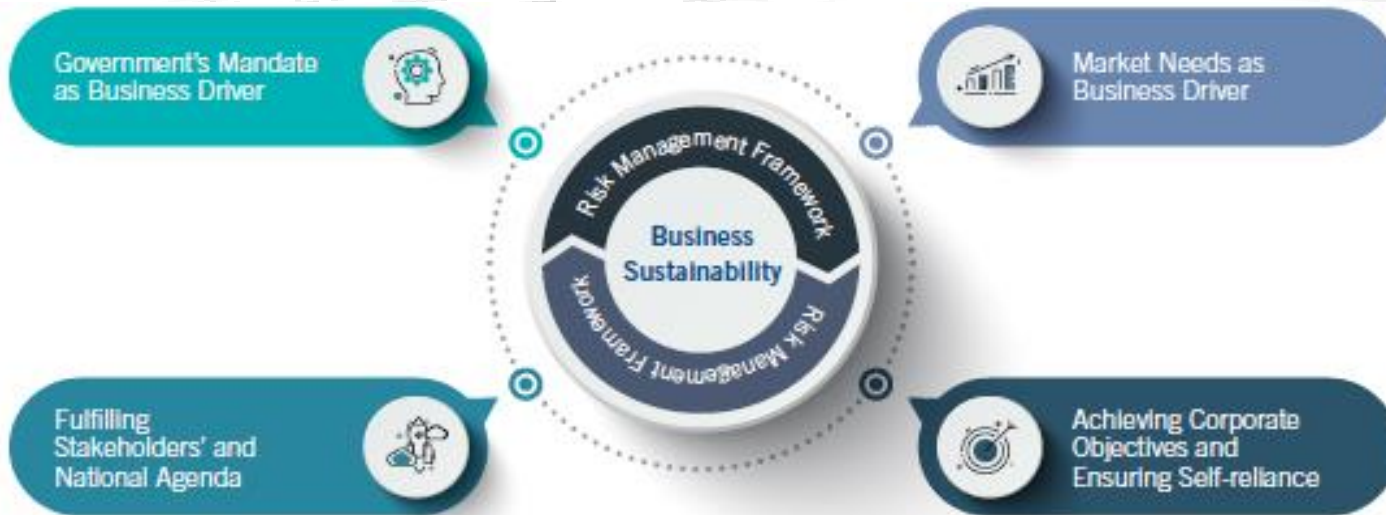 Government's Mandate
as Business Driver
Market Needs as
Business Driver
Risk Management Framework
Business
Sustainability
Risk Management Framework
Fulfilling
Stakeholders' and
National Agenda
Achieving Corporate
Objectives and
Ensuring Self-reliance